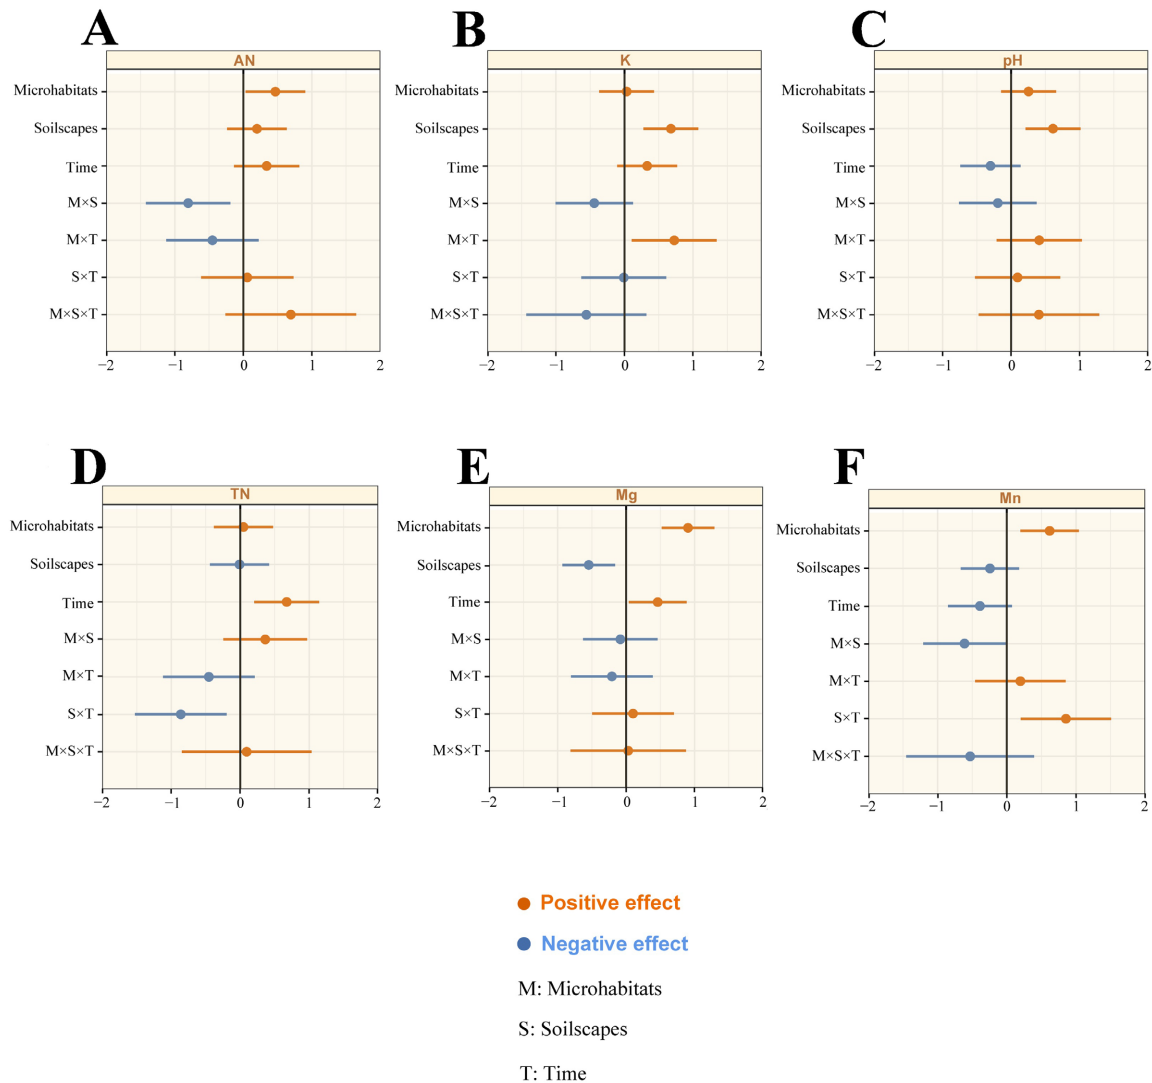 A
AN
Microhabitats
Soilscapes
Time
M×S
M×T
S×T
M×S×T
−2 −1 0 1 2
B
K
Microhabitats
Soilscapes
Time
M×S
M×T
S×T
M×S×T
−2 −1 0 1 2
C
pH
Microhabitats
Soilscapes
Time
M×S
M×T
S×T
M×S×T
−2 −1 0 1 2
D
TN
Microhabitats
Soilscapes
Time
M×S
M×T
S×T
M×S×T
−2 −1 0 1 2
E
Mg
Microhabitats
Soilscapes
Time
M×S
M×T
S×T
M×S×T
−2 −1 0 1 2
F
Mn
Microhabitats
Soilscapes
Time
M×S
M×T
S×T
M×S×T
−2 −1 0 1 2
Positive effect
Negative effect
M: Microhabitats
S: Soilscapes
T: Time